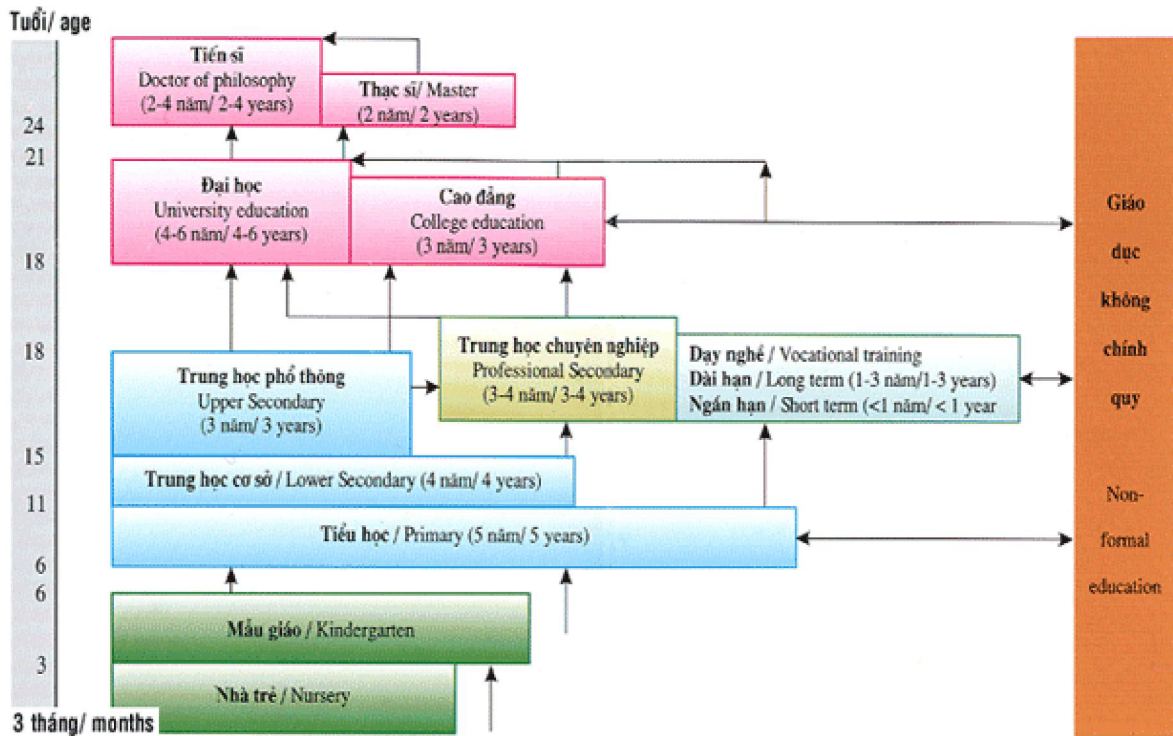 Tuổi/ age
Tiến sĩ
Doctor of philosophy
(2-4 năm/ 2-4 years)
Thạc sĩ/ Master
(2 năm/ 2 years)
24
21
Đại học
University education
(4-6 năm/ 4-6 years)
Cao đẳng
College education
(3 năm/ 3 years)
18
18
Trung học phổ thông
Upper Secondary
(3 năm/ 3 years)
Trung học chuyên nghiệp
Professional Secondary
(3-4 năm/ 3-4 years)
Dạy nghề / Vocational training
Dài hạn / Long term (1-3 năm/1-3 years)
Ngắn hạn / Short term (<1 năm/ < 1 year
15
Trung học cơ sở / Lower Secondary (4 năm/ 4 years)
11
Tiểu học / Primary (5 năm/ 5 years)
6
6
Mẫu giáo / Kindergarten
3
Nhà trẻ / Nursery
3 tháng/ months
Giáo
dục
không
chính
quy
Non-
formal
education